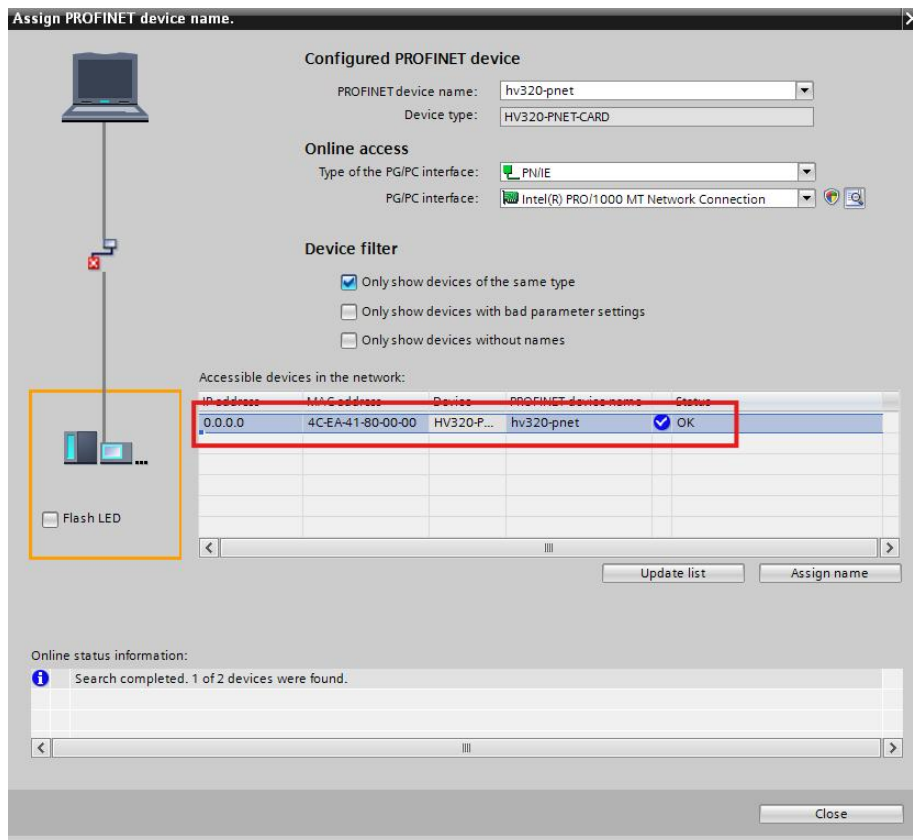 Assign PROFINET device name.
Configured PROFINET device
PROFINET device name: hv320-pnet
Device type: HV320-PNET-CARD
Online access
Type of the PG/PC interface: PN/IE
PG/PC interface: Intel(R) PRO/1000 MT Network Connection
Device filter
Only show devices of the same type
Only show devices with bad parameter settings
Only show devices without names
Accessible devices in the network:
IP address MAC address Device PROFINET device name Status
0.0.0.0 4C-EA-41-80-00-00 HV320-P... hv320-pnet OK
...
Flash LED
Update list Assign name
Online status information:
Search completed. 1 of 2 devices were found.
Close